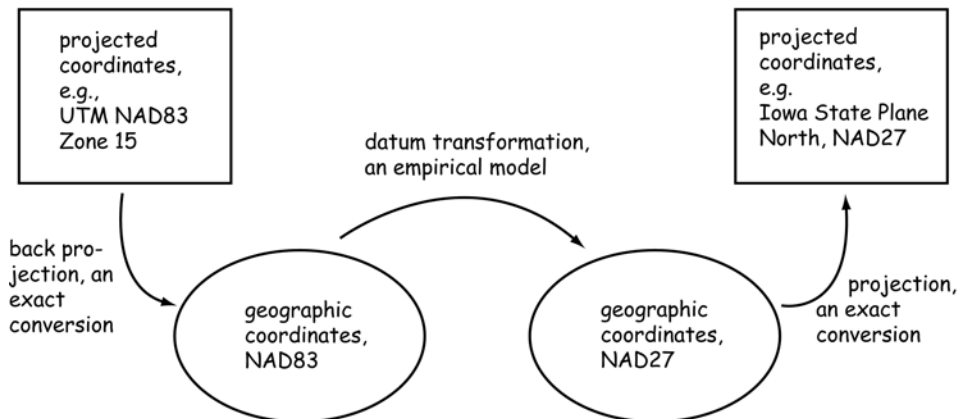 projected
coordinates,
e.g.,
UTM NAD83
Zone 15
back pro-
jection, an
exact
conversion
geographic
coordinates,
NAD83
datum transformation,
an empirical model
geographic
coordinates,
NAD27
projection,
an exact
conversion
projected
coordinates,
e.g.
Iowa State Plane
North, NAD27